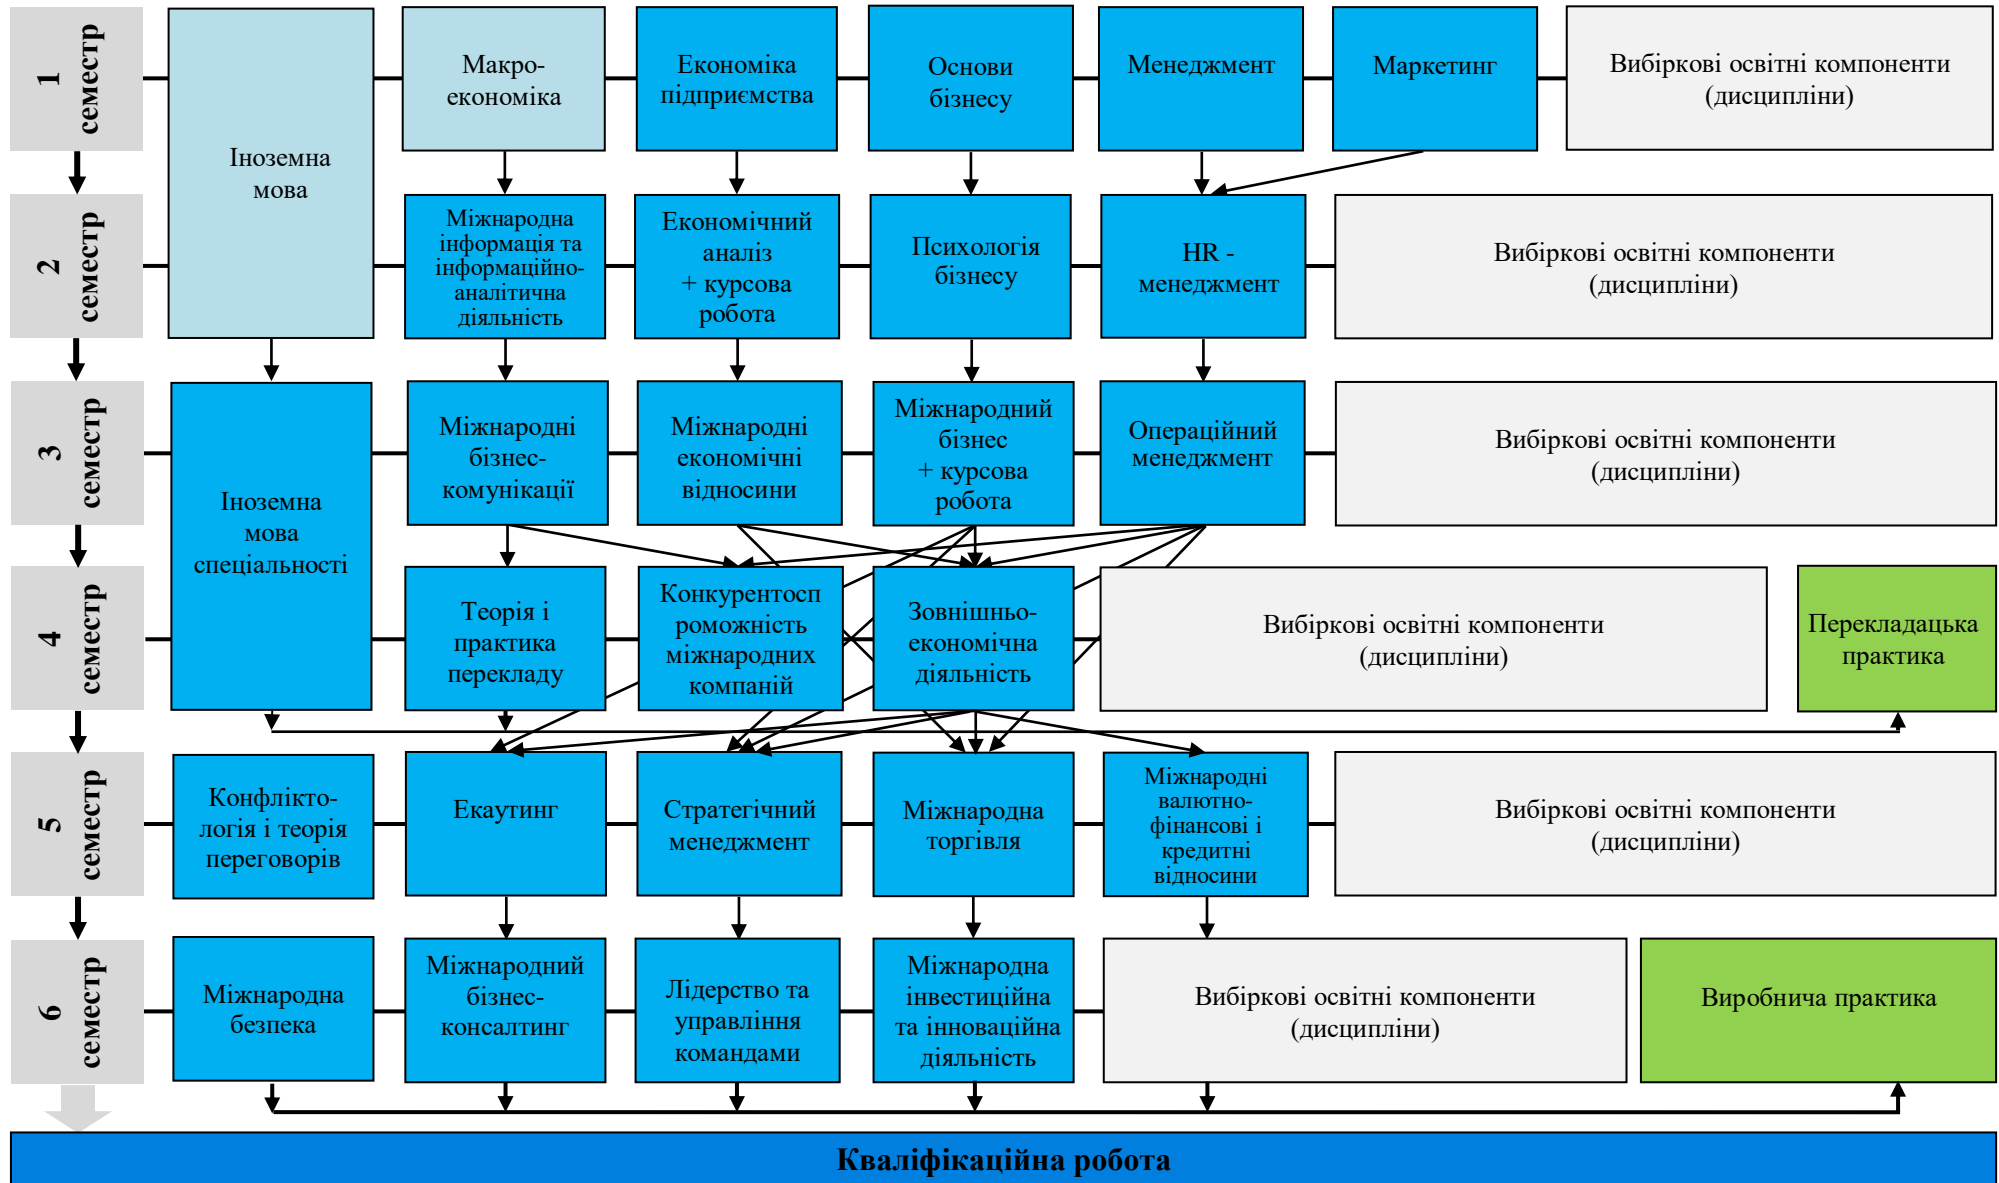 1
семестр
Іноземна
мова
Макро-
економіка
Економіка
підприємства
Основи
бізнесу
Менеджмент
Маркетинг
Вибіркові освітні компоненти
(дисципліни)
2
семестр
Міжнародна
інформація та
інформаційно-
аналітична
діяльність
Економічний
аналіз
+ курсова
робота
Психологія
бізнесу
HR -
менеджмент
Вибіркові освітні компоненти
(дисципліни)
3
семестр
Іноземна
мова
спеціальності
Міжнародні
бізнес-
комунікації
Міжнародні
економічні
відносини
Міжнародний
бізнес
+ курсова
робота
Операційний
менеджмент
Вибіркові освітні компоненти
(дисципліни)
4
семестр
Теорія і
практика
перекладу
Конкурентосп
роможність
міжнародних
компаній
Зовнішньо-
економічна
діяльність
Вибіркові освітні компоненти
(дисципліни)
Перекладацька
практика
5
семестр
Конфлікто-
логія і теорія
переговорів
Екаутинг
Стратегічний
менеджмент
Міжнародна
торгівля
Міжнародні
валютно-
фінансові і
кредитні
відносини
Вибіркові освітні компоненти
(дисципліни)
6
семестр
Міжнародна
безпека
Міжнародний
бізнес-
консалтинг
Лідерство та
управління
командами
Міжнародна
інвестиційна
та інноваційна
діяльність
Вибіркові освітні компоненти
(дисципліни)
Виробнича практика
Кваліфікаційна робота